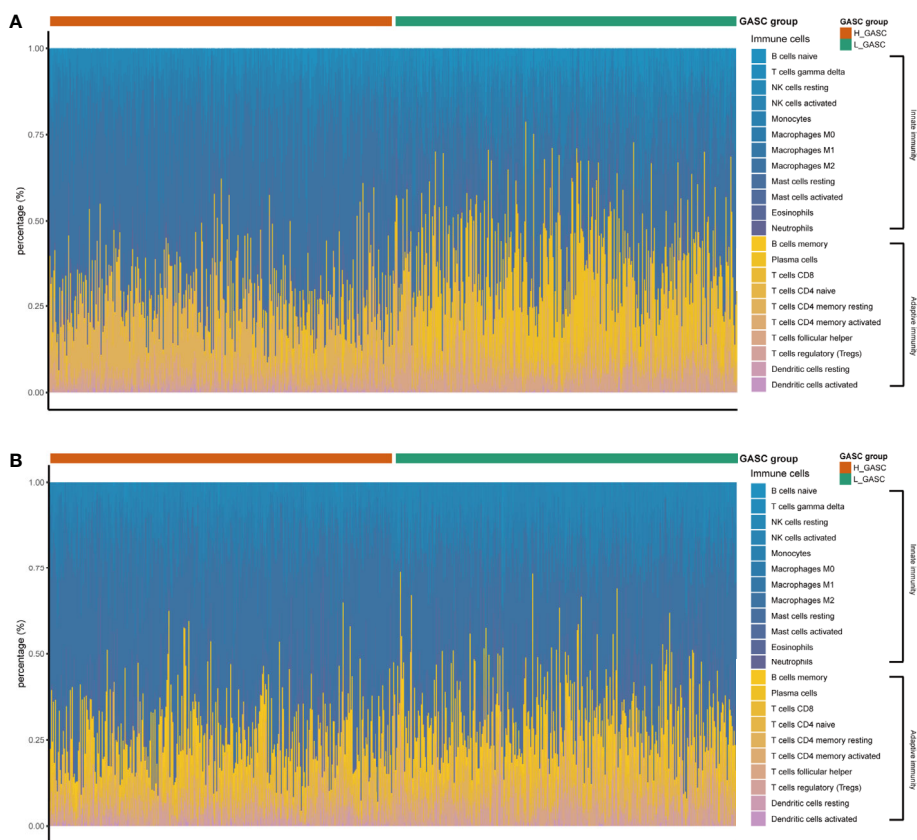 A
GASC group
GASC group
H_GASC
L_GASC
Immune cells
1.00
0.75
0.50
0.25
0.00
percentage (%)
B cells naive
T cells gamma delta
NK cells resting
NK cells activated
Monocytes
Macrophages M0
Macrophages M1
Macrophages M2
Mast cells resting
Mast cells activated
Eosinophils
Neutrophils
B cells memory
Plasma cells
T cells CD8
T cells CD4 naive
T cells CD4 memory resting
T cells CD4 memory activated
T cells follicular helper
T cells regulatory (Tregs)
Dendritic cells resting
Dendritic cells activated
Innate immunity
Adaptive immunity
B
GASC group
GASC group
H_GASC
L_GASC
Immune cells
1.00
0.75
0.50
0.25
0.00
percentage (%)
B cells naive
T cells gamma delta
NK cells resting
NK cells activated
Monocytes
Macrophages M0
Macrophages M1
Macrophages M2
Mast cells resting
Mast cells activated
Eosinophils
Neutrophils
B cells memory
Plasma cells
T cells CD8
T cells CD4 naive
T cells CD4 memory resting
T cells CD4 memory activated
T cells follicular helper
T cells regulatory (Tregs)
Dendritic cells resting
Dendritic cells activated
Innate immunity
Adaptive immunity